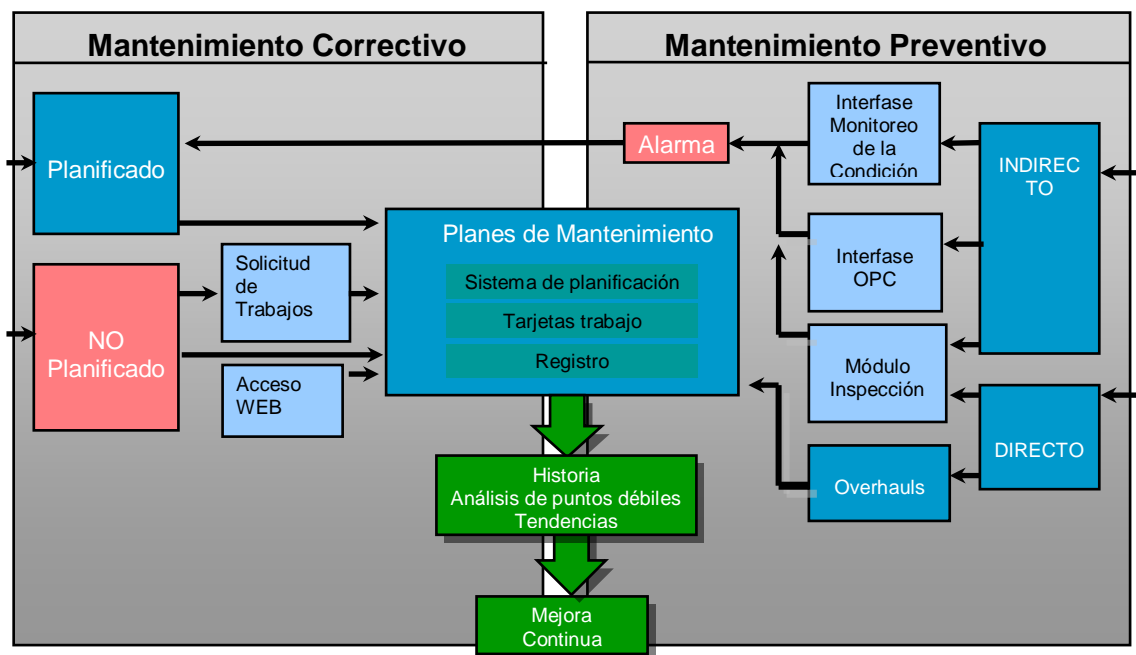 Mantenimiento Correctivo
Mantenimiento Preventivo
Planificado
NO
Planificado
Solicitud
de
Trabajos
Acceso
WEB
Alarma
Planes de Mantenimiento
Sistema de planificación
Tarjetas trabajo
Registro
Historia
Análisis de puntos débiles
Tendencias
Mejora
Continua
Interfase
Monitoreo
de la
Condición
Interfase
OPC
Módulo
Inspección
Overhauls
INDIREC
TO
DIRECTO